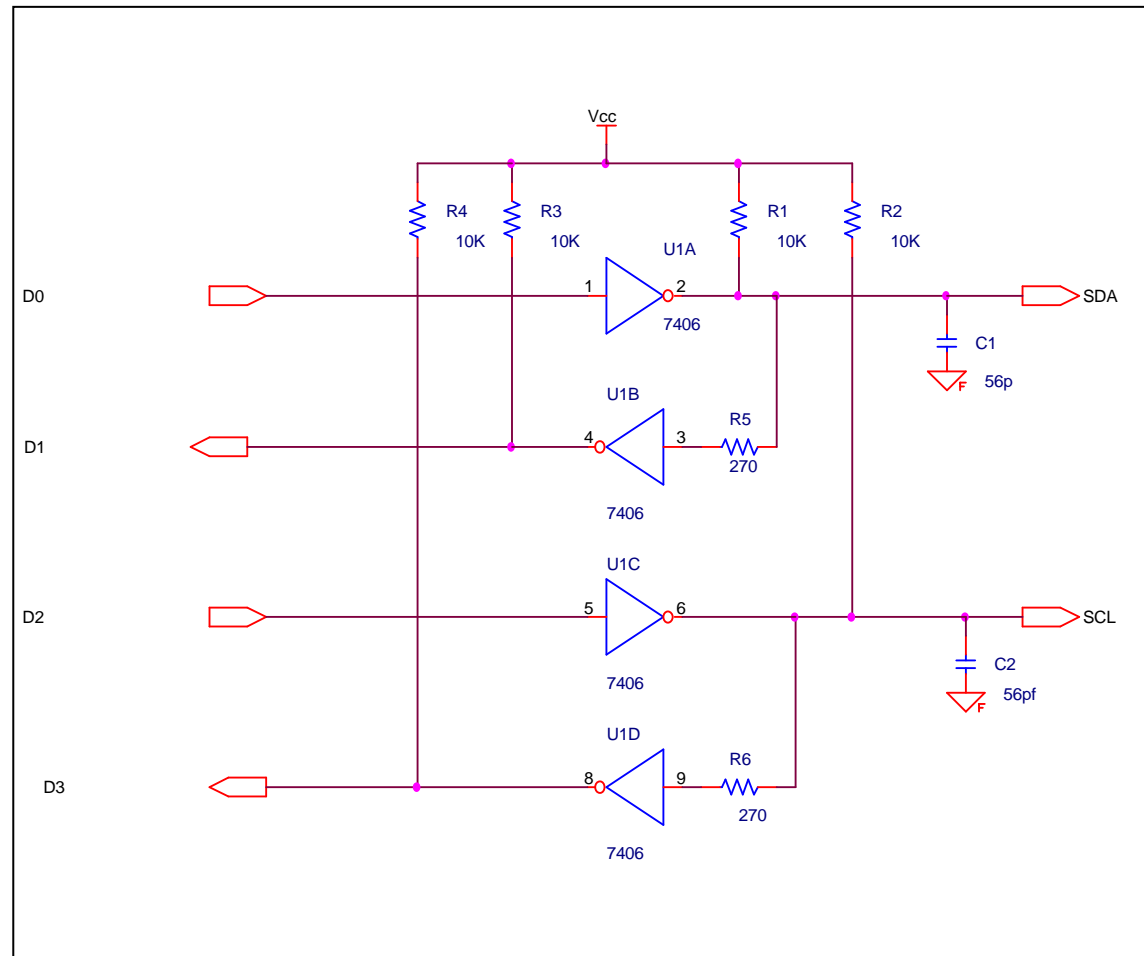 Vcc
R4
10K
R3
10K
R1
10K
R2
10K
U1A
D0
1
2
SDA
7406
C1
56p
F
U1B
D1
4
3
R5
270
7406
U1C
D2
5
6
SCL
7406
C2
56pf
F
U1D
D3
8
9
R6
270
7406